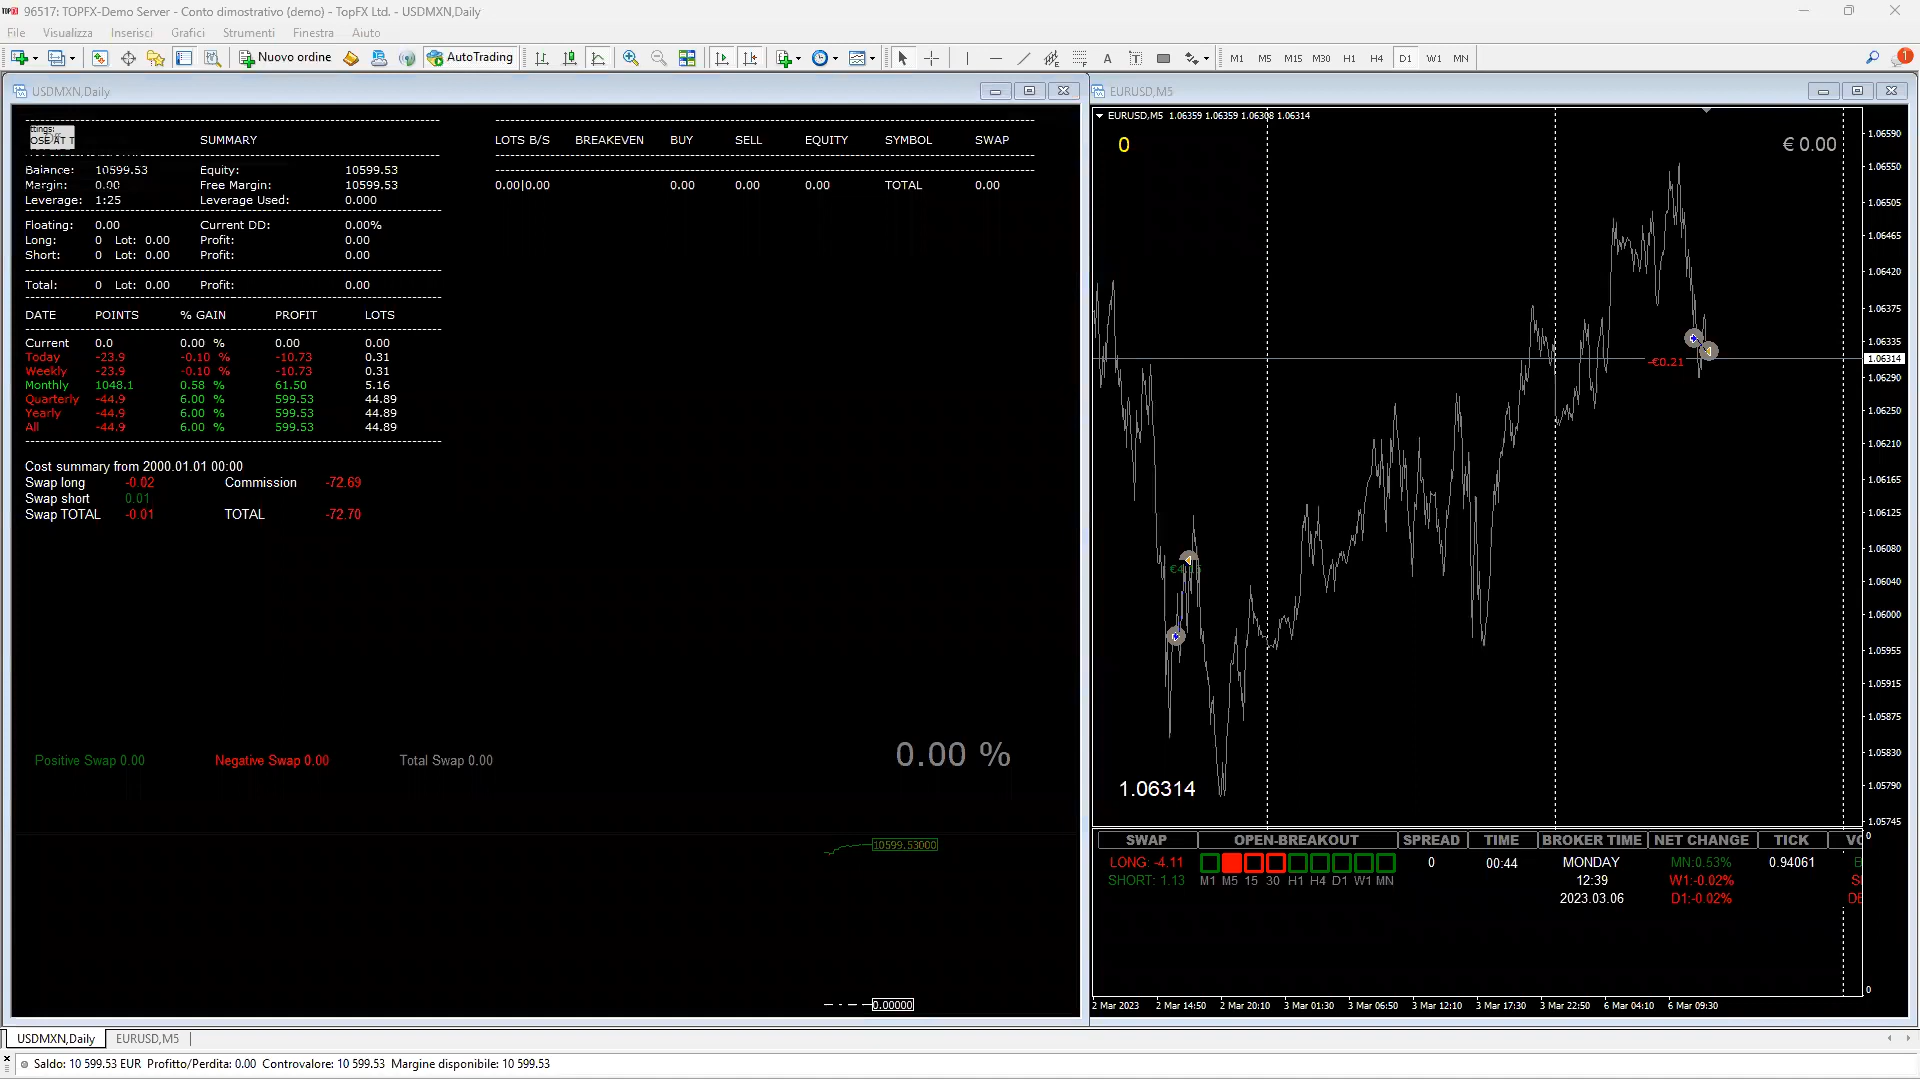 96517: TOPFX-Demo Server - Conto dimostrativo (demo) - TopFX Ltd. - USDMXN,Daily
File Visualizza Inserisci Grafici Strumenti Finestra Aiuto
Nuovo ordine AutoTrading A T M1 M5 M15 M30 H1 H4 D1 W1 MN 1
USDMXN,Daily
ttings:
OSE AT T
SUMMARY
Balance: 10599.53 Equity: 10599.53
Margin: 0.00 Free Margin: 10599.53
Leverage: 1:25 Leverage Used: 0.000
Floating: 0.00 Current DD: 0.00%
Long: 0 Lot: 0.00 Profit: 0.00
Short: 0 Lot: 0.00 Profit: 0.00
Total: 0 Lot: 0.00 Profit: 0.00
DATE POINTS % GAIN PROFIT LOTS
Current 0.0 0.00 % 0.00 0.00
Today -23.9 -0.10 % -10.73 0.31
Weekly -23.9 -0.10 % -10.73 0.31
Monthly 1048.1 0.58 % 61.50 5.16
Quarterly -44.9 6.00 % 599.53 44.89
Yearly -44.9 6.00 % 599.53 44.89
All -44.9 6.00 % 599.53 44.89
Cost summary from 2000.01.01 00:00
Swap long -0.02 Commission -72.69
Swap short 0.01
Swap TOTAL -0.01 TOTAL -72.70
LOTS B/S BREAKEVEN BUY SELL EQUITY SYMBOL SWAP
0.00|0.00 0.00 0.00 0.00 TOTAL 0.00
Positive Swap 0.00 Negative Swap 0.00 Total Swap 0.00 0.00 %
10599.53000
0.00000
EURUSD,M5
EURUSD,M5 1.06359 1.06359 1.06308 1.06314
0 € 0.00
-€0.21
1.06314
1.06590
1.06550
1.06505
1.06465
1.06420
1.06375
1.06335
1.06314
1.06290
1.06250
1.06210
1.06165
1.06125
1.06080
1.06040
1.06000
1.05955
1.05915
1.05875
1.05830
1.05790
1.05745
0
0
SWAP OPEN-BREAKOUT SPREAD TIME BROKER TIME NET CHANGE TICK
LONG: -4.11 0 00:44 MONDAY MN:0.53% 0.94061
SHORT: 1.13 M1 M5 15 30 H1 H4 D1 W1 MN 12:39 W1:-0.02%
2023.03.06 D1:-0.02%
2 Mar 2023 2 Mar 14:50 2 Mar 20:10 3 Mar 01:30 3 Mar 06:50 3 Mar 12:10 3 Mar 17:30 3 Mar 22:50 6 Mar 04:10 6 Mar 09:30
USDMXN,Daily EURUSD,M5
Saldo: 10 599.53 EUR Profitto/Perdita: 0.00 Controvalore: 10 599.53 Margine disponibile: 10 599.53